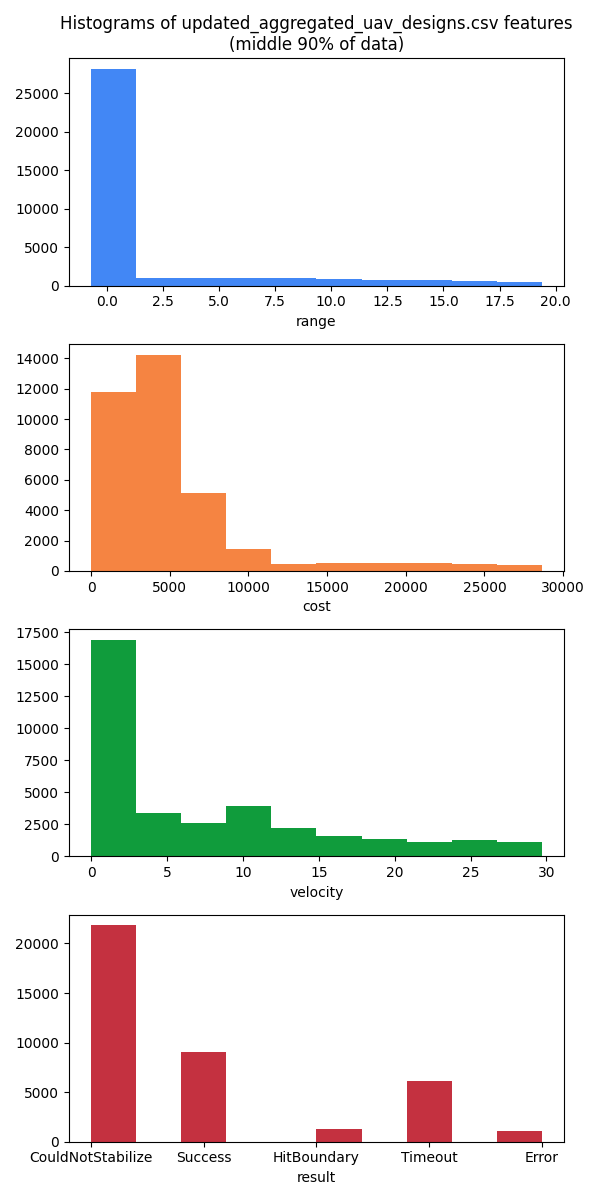 Histograms of updated_aggregated_uav_designs.csv features
(middle 90% of data)
25000
20000
15000
10000
5000
0
0.0 2.5 5.0 7.5 10.0 12.5 15.0 17.5 20.0
range
14000
12000
10000
8000
6000
4000
2000
0
0 5000 10000 15000 20000 25000 30000
cost
17500
15000
12500
10000
7500
5000
2500
0
0 5 10 15 20 25 30
velocity
20000
15000
10000
5000
0
CouldNotStabilize Success HitBoundary Timeout Error
result